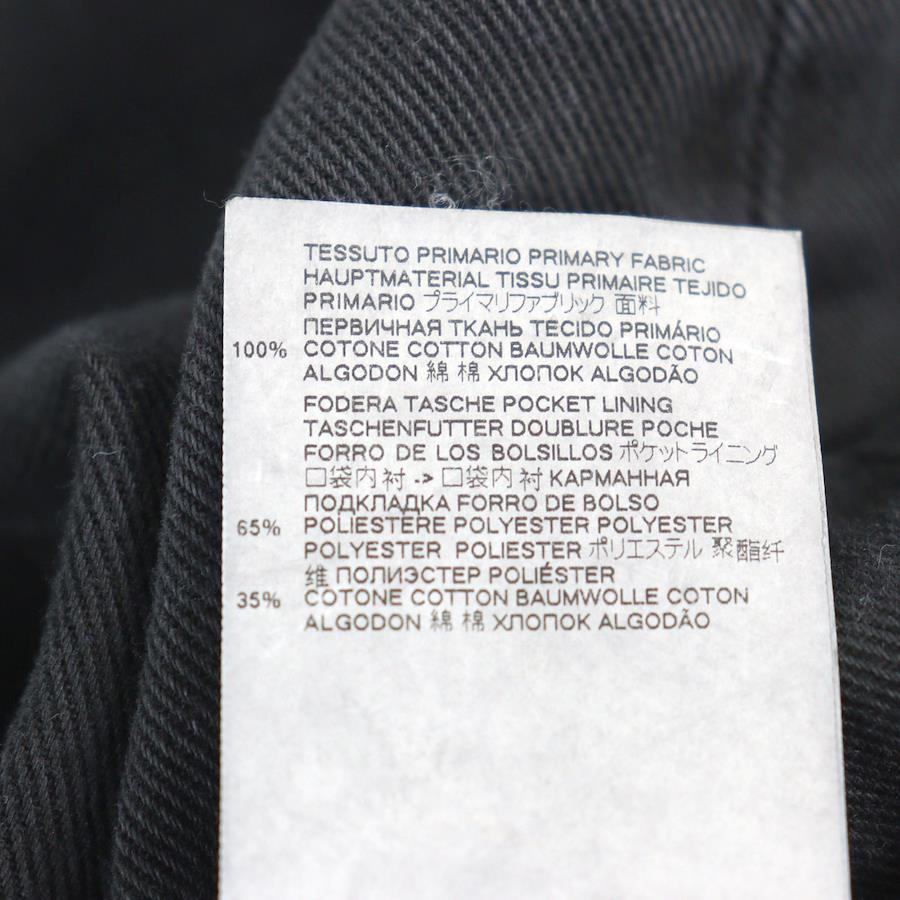 TESSUTO PRIMARIO PRIMARY FABRIC
HAUPTMATERIAL TISSU PRIMAIRE TEJIDO
PRIMARIO プライマリファブリック 面料
ПЕРВИЧНАЯ ТКАНЬ TECIDO PRIMÁRIO
100% COTONE COTTON BAUMWOLLE COTON
ALGODON 綿 棉 ХЛОПОК ALGODÃO
FODERA TASCHE POCKET LINING
TASCHENFUTTER DOUBLURE POCHE
FORRO DE LOS BOLSILLOS ポケットライニング
口袋内衬 -> 口袋内衬 КАРМАННАЯ
ПОДКЛАДКА FORRO DE BOLSO
65% POLIESTERE POLYESTER POLYESTER
POLYESTER POLIESTER ポリエステル 聚酯纤
维 ПОЛИЭСТЕР POLIÉSTER
35% COTONE COTTON BAUMWOLLE COTON
ALGODON 綿 棉 ХЛОПОК ALGODÃO